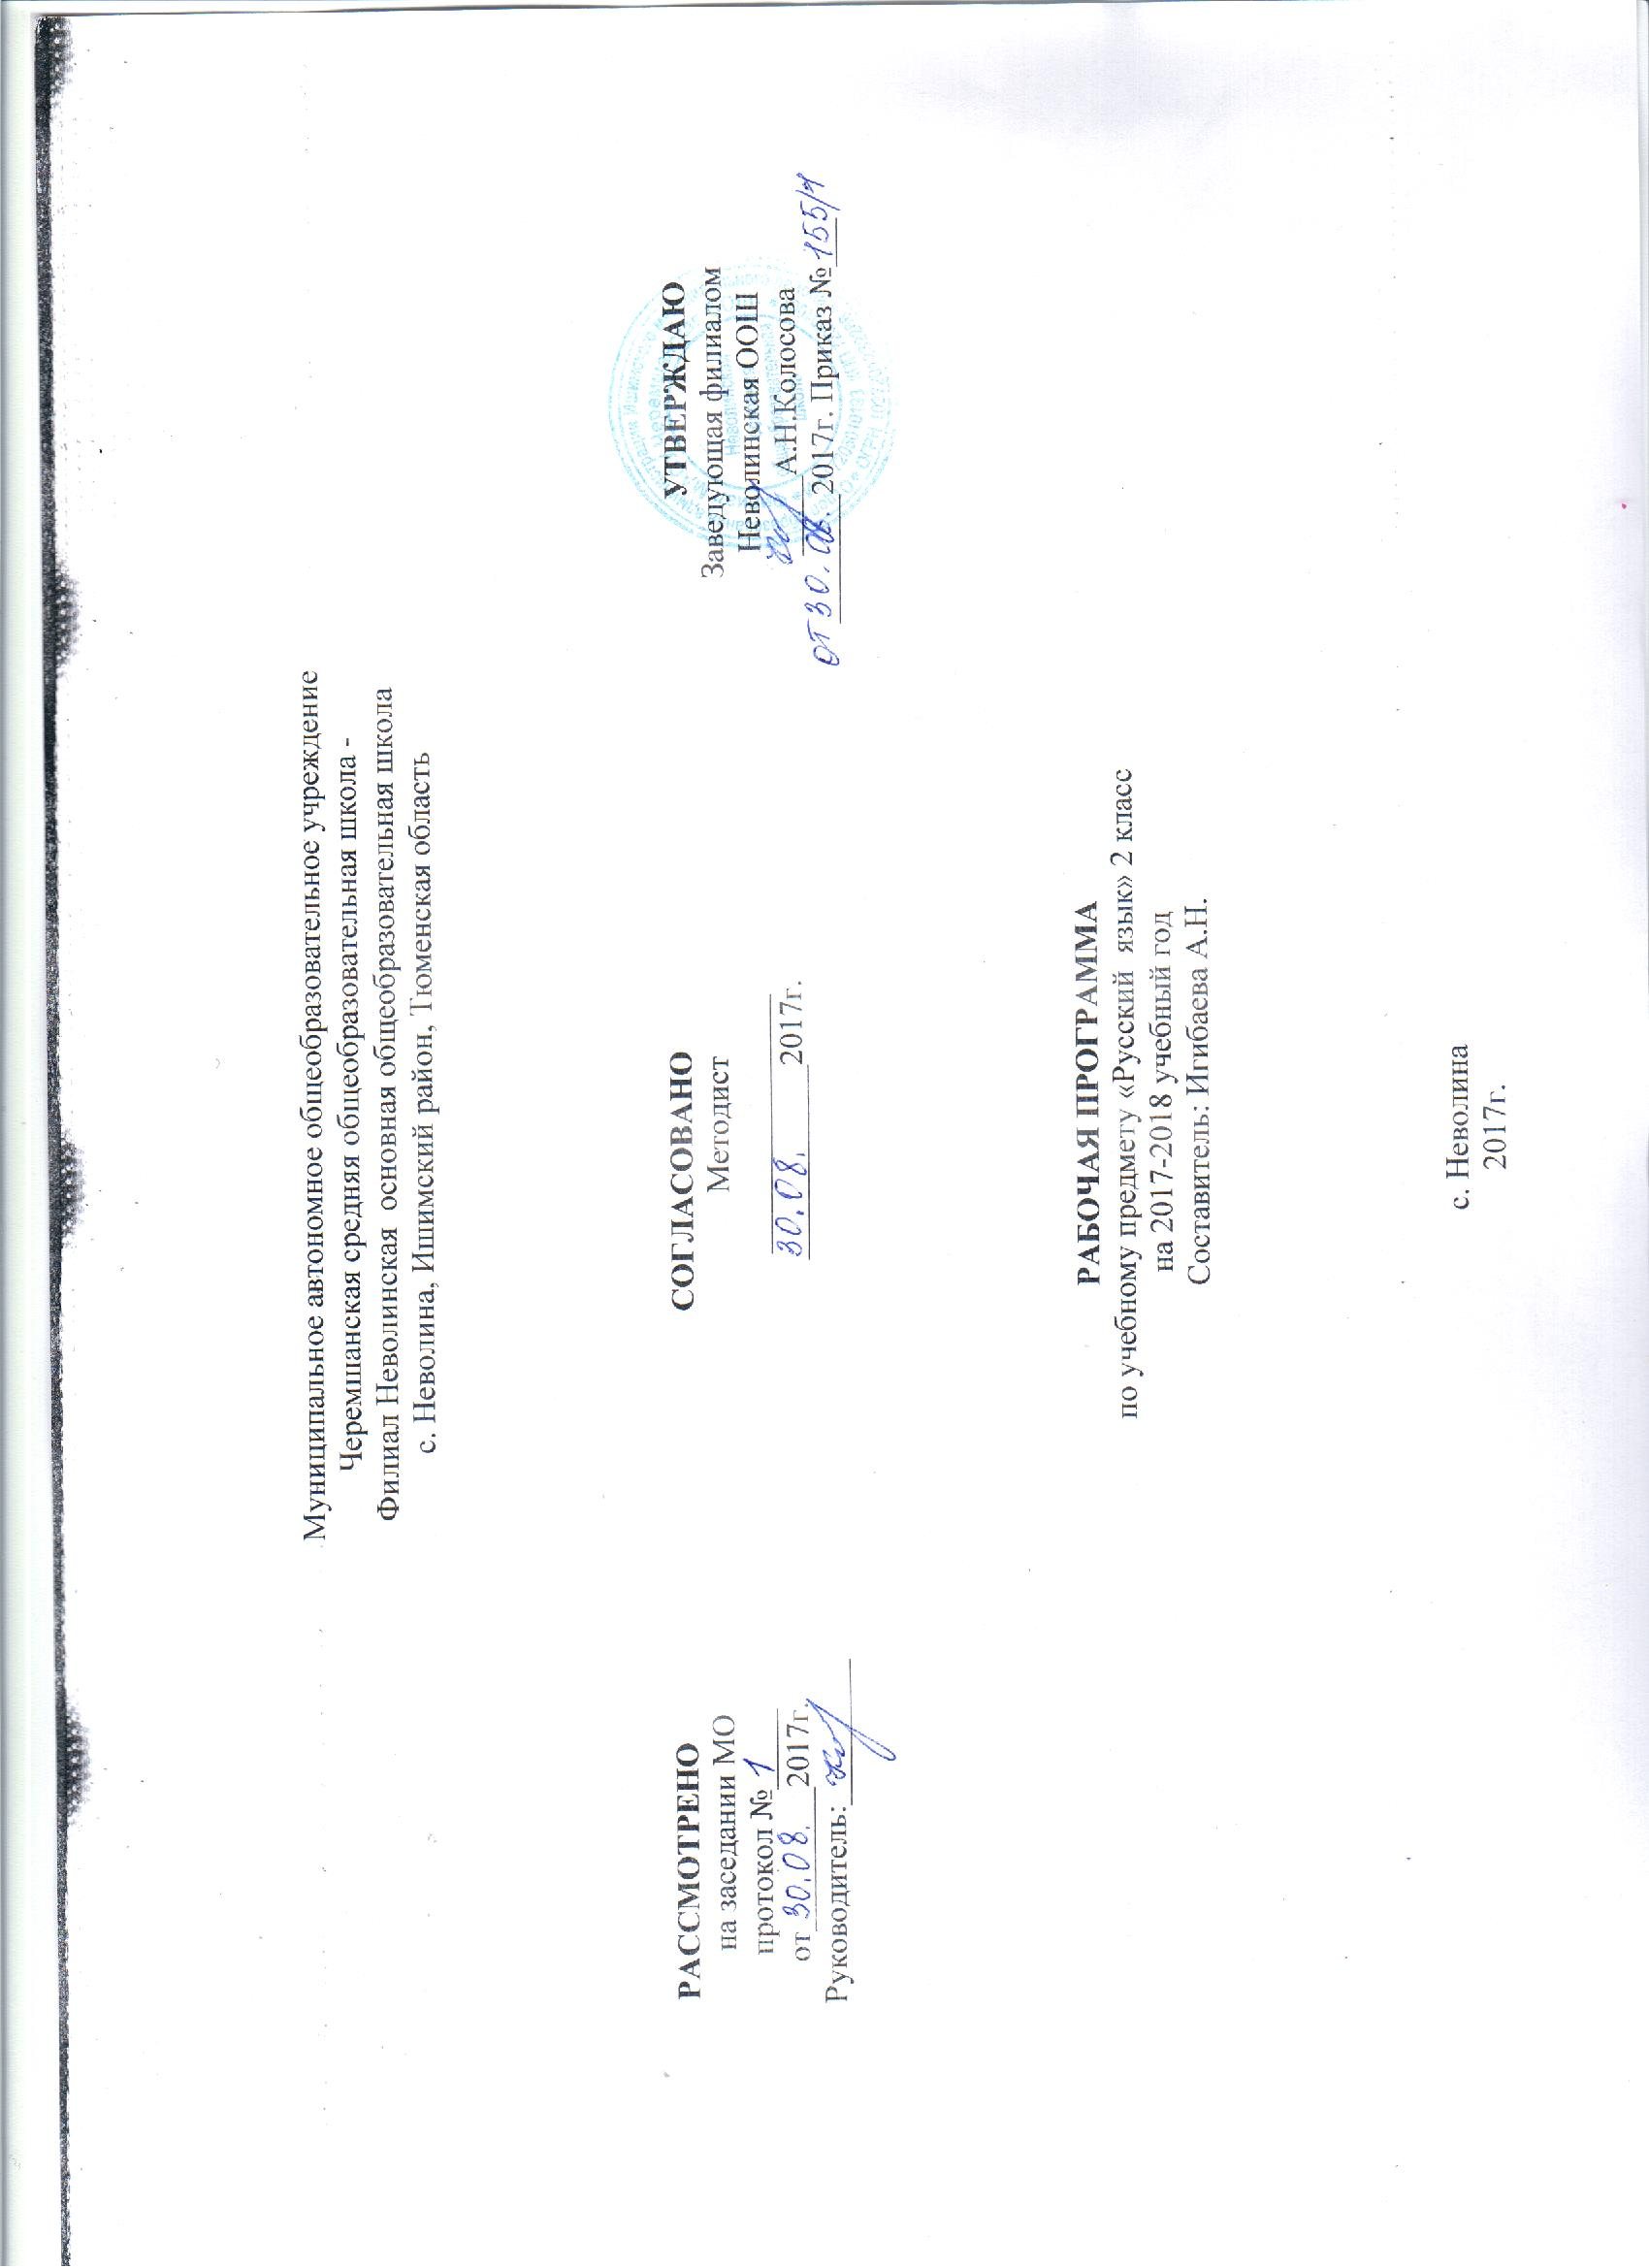 Муниципальное автономное общеобразовательное учреждение
Черемшанская средняя общеобразовательная школа -
Филиал Неволинская основная общеобразовательная школа
с. Неволина, Ишимский район, Тюменская область
РАССМОТРЕНО
на заседании МО
протокол № 1
от 30.08. 2017г.
Руководитель:
СОГЛАСОВАНО
Методист
30.08. 2017г.
УТВЕРЖДАЮ
Заведующая филиалом
Неволинская ООШ
А.Н.Колосова
от 30.08. 2017г. Приказ № 155/1
РАБОЧАЯ ПРОГРАММА
по учебному предмету «Русский язык» 2 класс
на 2017-2018 учебный год
Составитель: Игибаева А.Н.
с. Неволина
2017г.